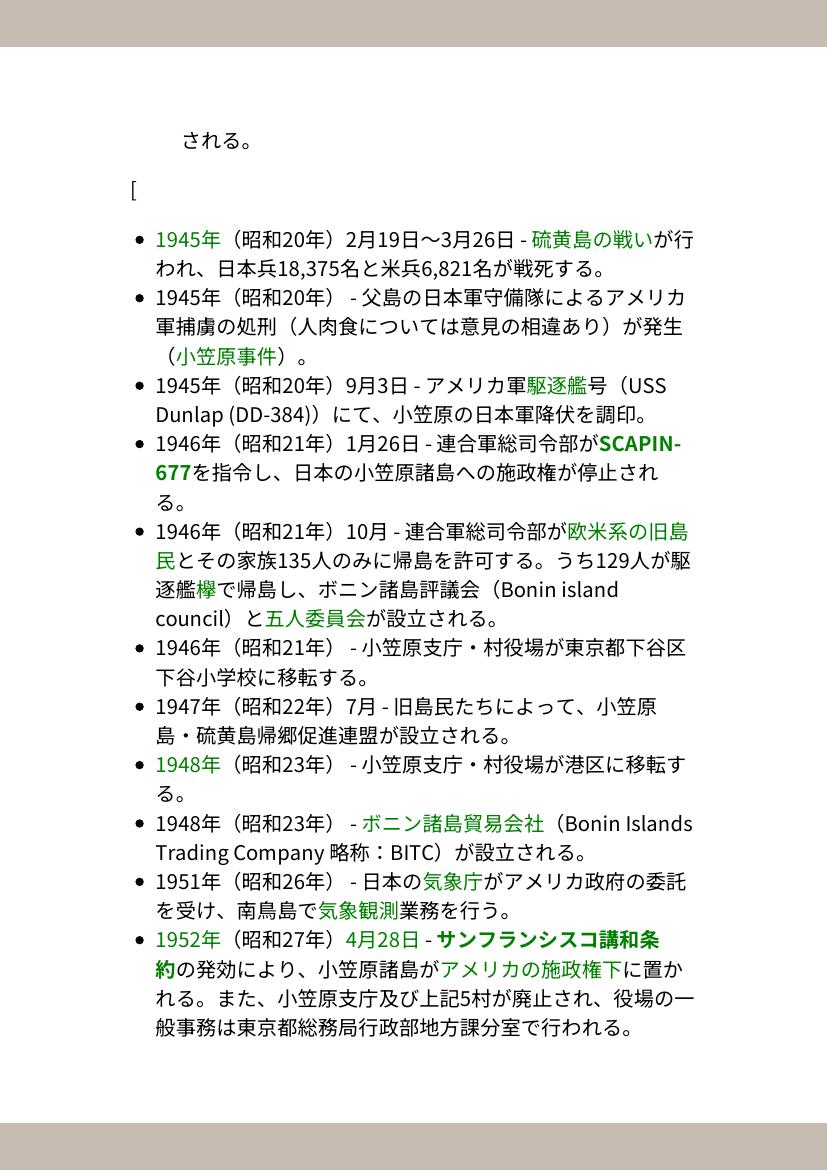 される。
[
• 1945年（昭和20年）2月19日～3月26日 - 硫黄島の戦いが行
われ、日本兵18,375名と米兵6,821名が戦死する。
• 1945年（昭和20年） - 父島の日本軍守備隊によるアメリカ
軍捕虜の処刑（人肉食については意見の相違あり）が発生
（小笠原事件）。
• 1945年（昭和20年）9月3日 - アメリカ軍駆逐艦号（USS
Dunlap (DD-384)）にて、小笠原の日本軍降伏を調印。
• 1946年（昭和21年）1月26日 - 連合軍総司令部がSCAPIN-
677を指令し、日本の小笠原諸島への施政権が停止され
る。
• 1946年（昭和21年）10月 - 連合軍総司令部が欧米系の旧島
民とその家族135人のみに帰島を許可する。うち129人が駆
逐艦欅で帰島し、ボニン諸島評議会（Bonin island
council）と五人委員会が設立される。
• 1946年（昭和21年） - 小笠原支庁・村役場が東京都下谷区
下谷小学校に移転する。
• 1947年（昭和22年）7月 - 旧島民たちによって、小笠原
島・硫黄島帰郷促進連盟が設立される。
• 1948年（昭和23年） - 小笠原支庁・村役場が港区に移転す
る。
• 1948年（昭和23年） - ボニン諸島貿易会社（Bonin Islands
Trading Company 略称：BITC）が設立される。
• 1951年（昭和26年） - 日本の気象庁がアメリカ政府の委託
を受け、南鳥島で気象観測業務を行う。
• 1952年（昭和27年）4月28日 - サンフランシスコ講和条
約の発効により、小笠原諸島がアメリカの施政権下に置か
れる。また、小笠原支庁及び上記5村が廃止され、役場の一
般事務は東京都総務局行政部地方課分室で行われる。